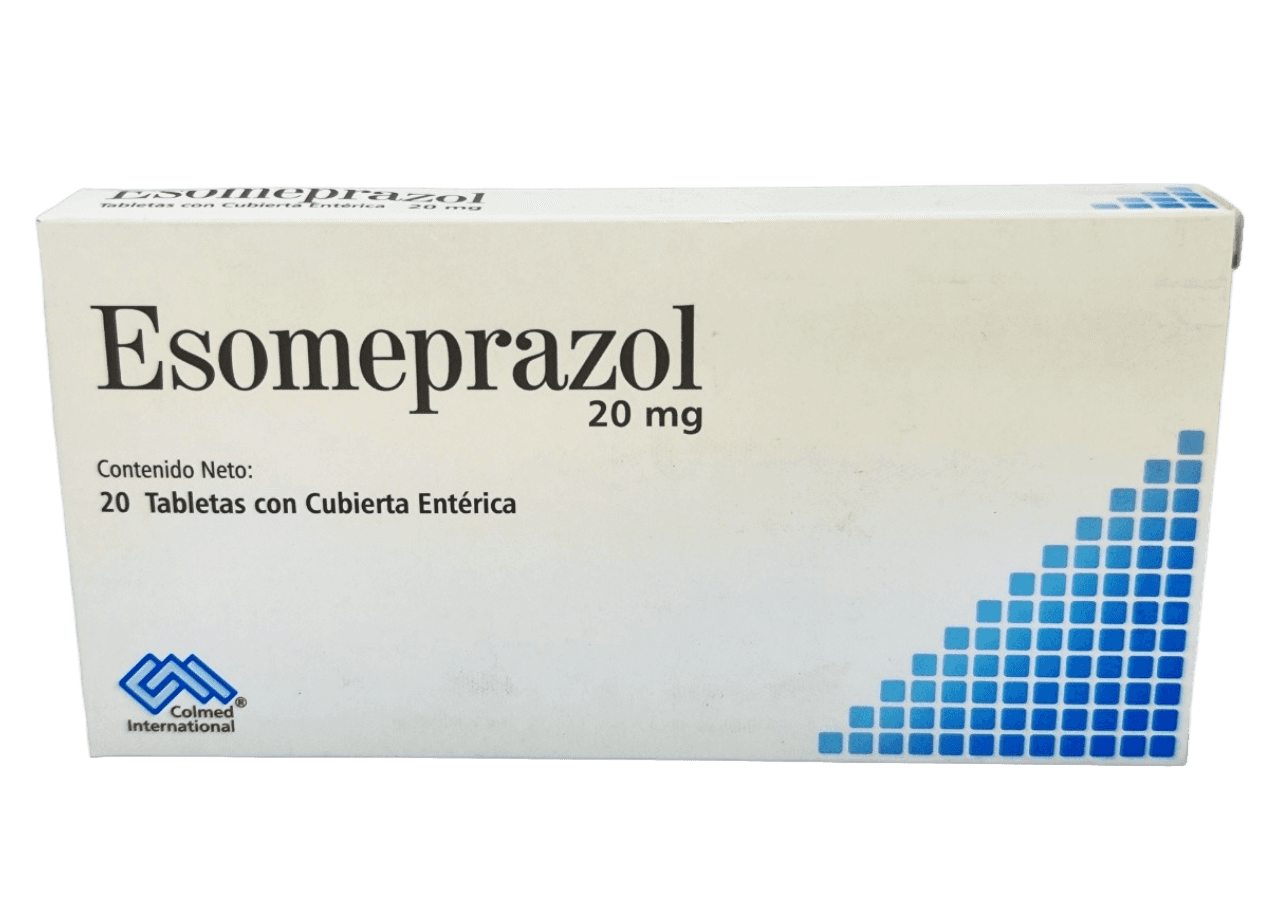 Esomeprazol
Tabletas con Cubierta Entérica 20 mg
Esomeprazol
20 mg
Contenido Neto:
20 Tabletas con Cubierta Entérica
Colmed ®
International